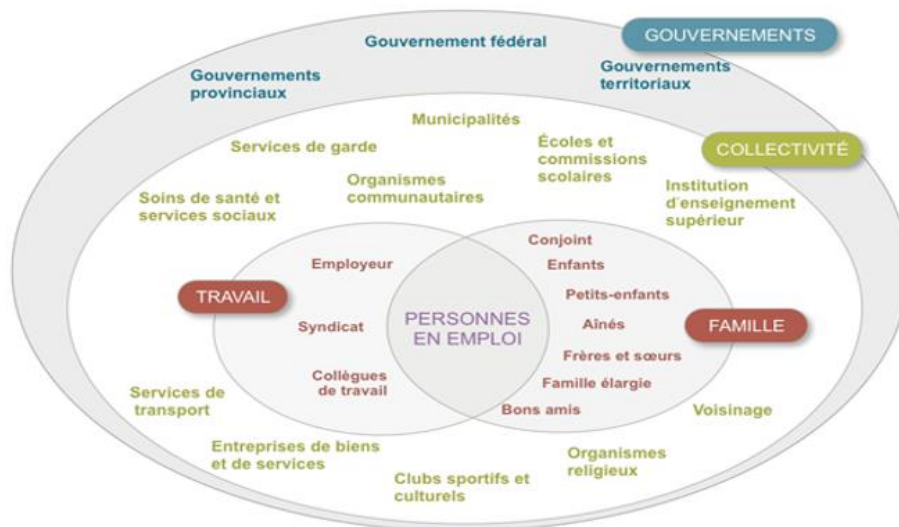 GOUVERNEMENTS
Gouvernement fédéral
Gouvernements
provinciaux
Gouvernements
territoriaux
COLLECTIVITÉ
Municipalités
Services de garde
Écoles et
commissions
scolaires
Soins de santé et
services sociaux
Organismes
communautaires
Institution
d'enseignement
supérieur
TRAVAIL
Employeur
Syndicat
Collègues
de travail
PERSONNES
EN EMPLOI
FAMILLE
Conjoint
Enfants
Petits-enfants
Aînés
Frères et sœurs
Famille élargie
Bons amis
Services de
transport
Voisinage
Entreprises de biens
et de services
Clubs sportifs et
culturels
Organismes
religieux